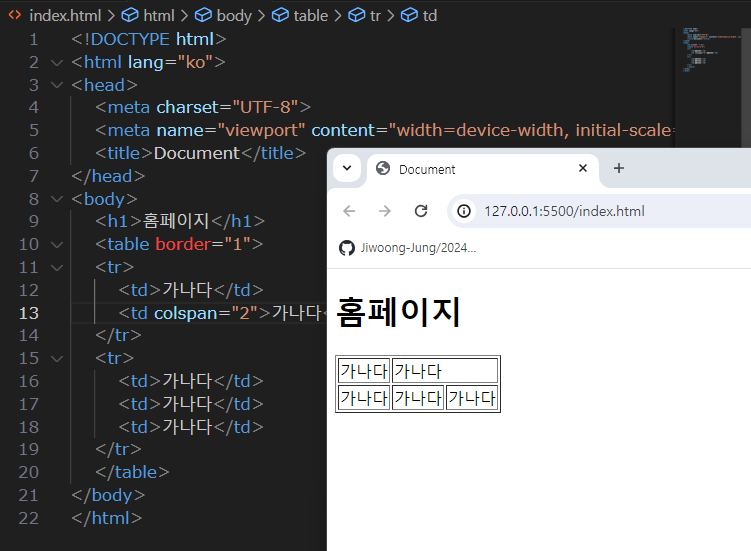 index.html > html > body > table > tr > td
1 <!DOCTYPE html>
2 <html lang="ko">
3 <head>
4 <meta charset="UTF-8">
5 <meta name="viewport" content="width=device-width, initial-scale=
6 <title>Document</title>
7 </head>
8 <body>
9 <h1>홈페이지</h1>
10 <table border="1">
11 <tr>
12 <td>가나다</td>
13 <td colspan="2">가나다<
14 </tr>
15 <tr>
16 <td>가나다</td>
17 <td>가나다</td>
18 <td>가나다</td>
19 </tr>
20 </table>
21 </body>
22 </html>
Document
127.0.0.1:5500/index.html
Jiwoong-Jung/2024...
홈페이지
가나다 가나다
가나다 가나다 가나다